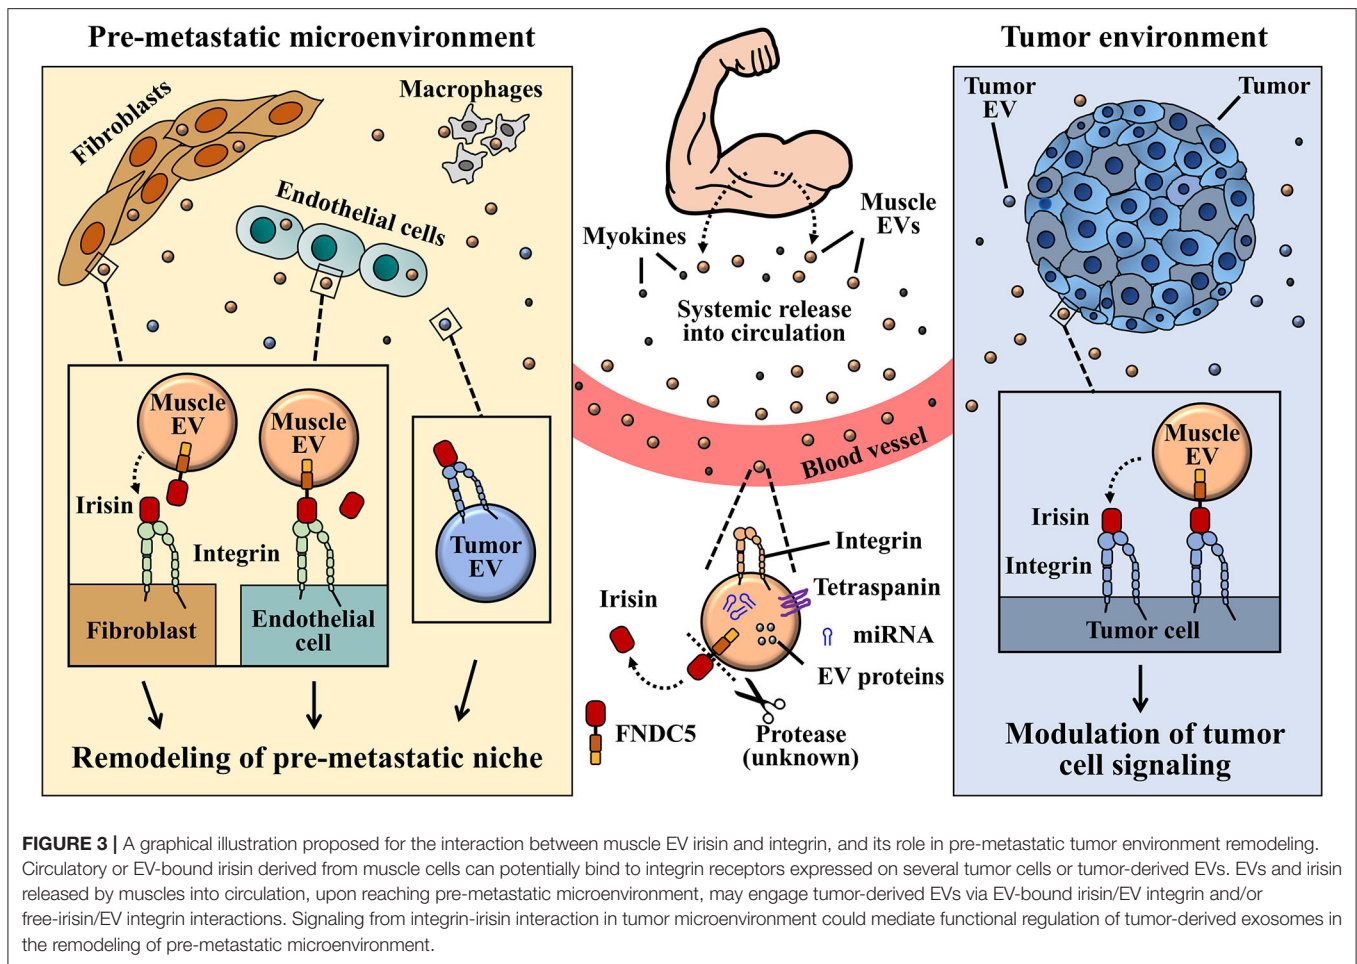 Pre-metastatic microenvironment
Fibroblasts
Macrophages
Endothelial cells
Muscle
EV
Muscle
EV
Irisin
Integrin
Tumor
EV
Fibroblast
Endothelial
cell
Remodeling of pre-metastatic niche
Myokines
Muscle
EVs
Systemic release
into circulation
Blood vessel
Integrin
Tetraspanin
Irisin
miRNA
EV proteins
FNDC5
Protease
(unknown)
Tumor environment
Tumor
EV
Tumor
Muscle
EV
Irisin
Integrin
Tumor cell
Modulation of tumor
cell signaling
FIGURE 3 | A graphical illustration proposed for the interaction between muscle EV irisin and integrin, and its role in pre-metastatic tumor environment remodeling.
Circulatory or EV-bound irisin derived from muscle cells can potentially bind to integrin receptors expressed on several tumor cells or tumor-derived EVs. EVs and irisin
released by muscles into circulation, upon reaching pre-metastatic microenvironment, may engage tumor-derived EVs via EV-bound irisin/EV integrin and/or
free-irisin/EV integrin interactions. Signaling from integrin-irisin interaction in tumor microenvironment could mediate functional regulation of tumor-derived exosomes in
the remodeling of pre-metastatic microenvironment.